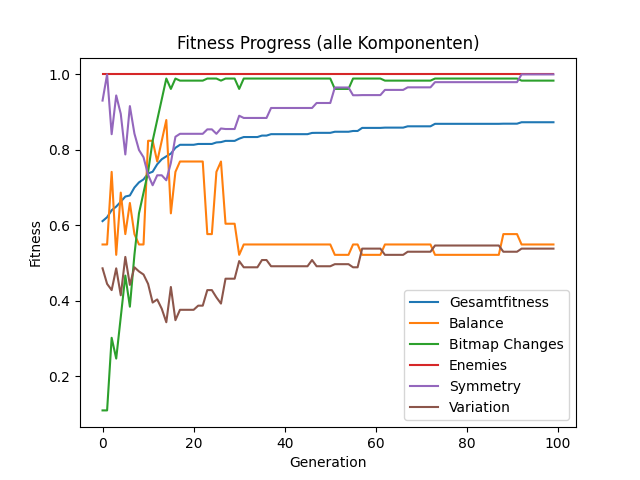 Fitness Progress (alle Komponenten)
1.0
0.8
0.6
0.4
0.2
Fitness
0 20 40 60 80 100
Generation
Gesamtfitness
Balance
Bitmap Changes
Enemies
Symmetry
Variation